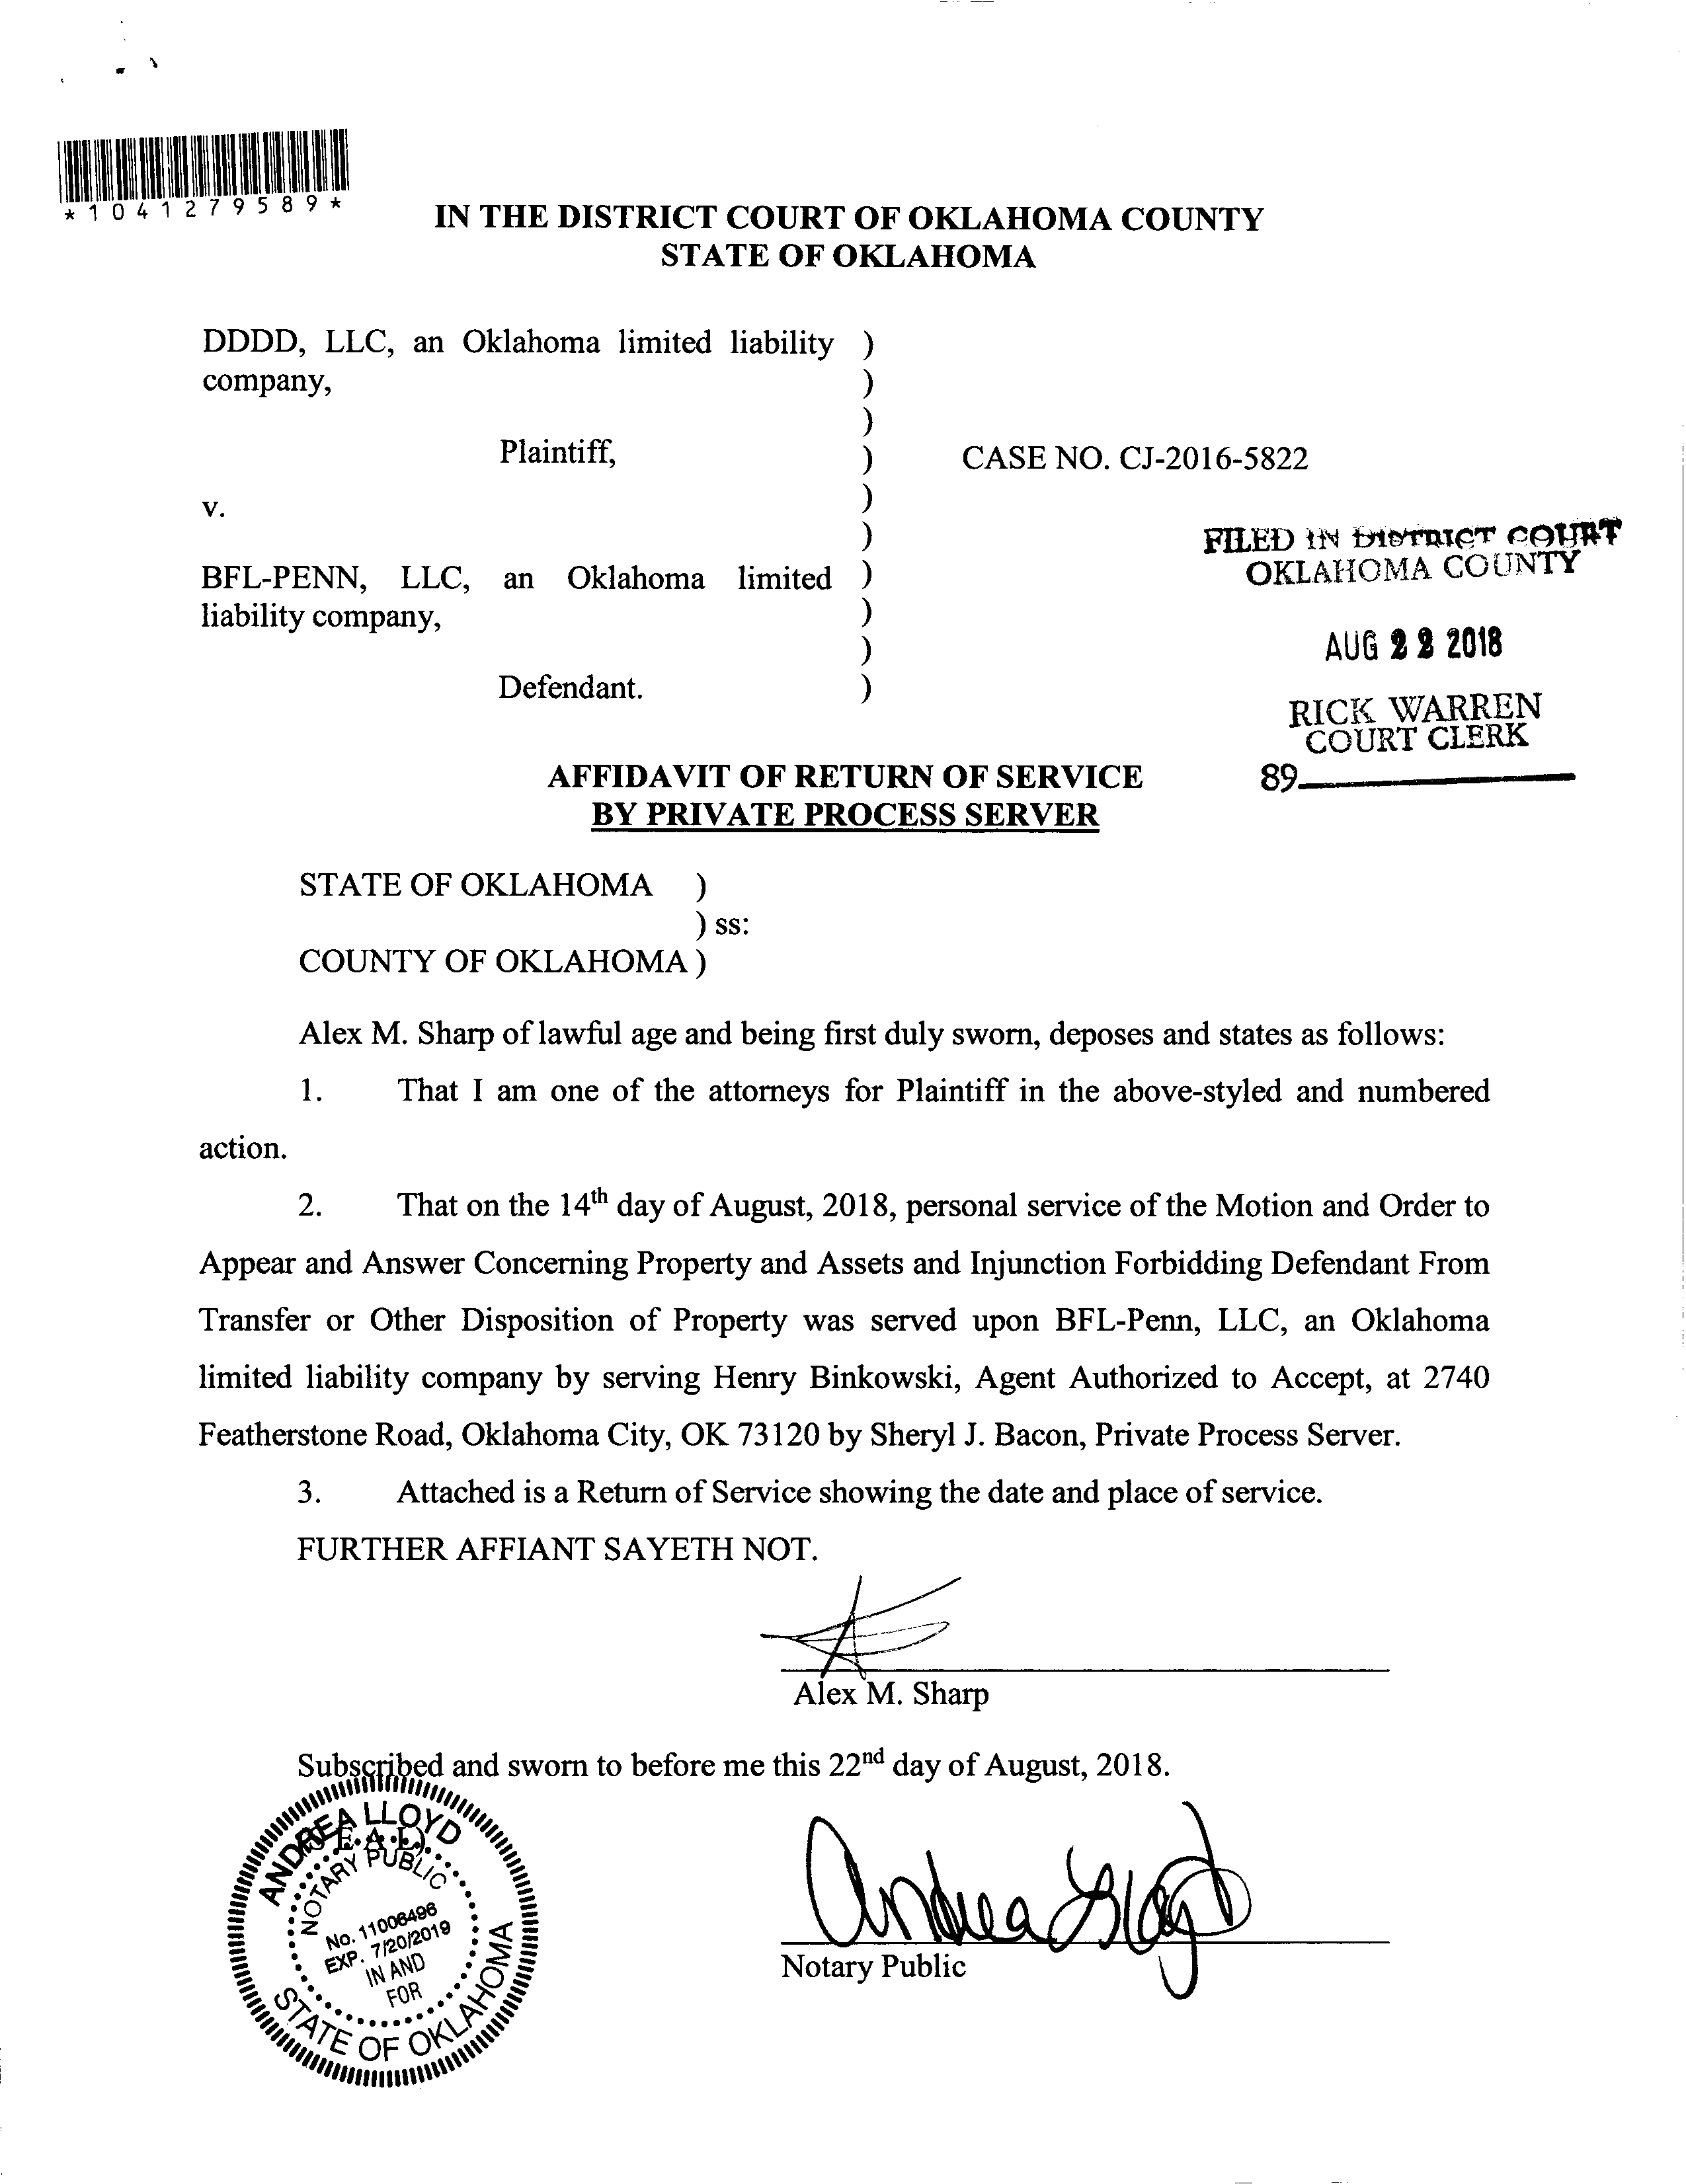 *1041279589*
IN THE DISTRICT COURT OF OKLAHOMA COUNTY
STATE OF OKLAHOMA
DDDD, LLC, an Oklahoma limited liability )
company, )
)
Plaintiff, ) CASE NO. CJ-2016-5822
v. )
)
BFL-PENN, LLC, an Oklahoma limited )
liability company, )
)
Defendant. )
FILED IN DISTRICT COURT
OKLAHOMA COUNTY
AUG 22 2018
RICK WARREN
COURT CLERK
89
AFFIDAVIT OF RETURN OF SERVICE
BY PRIVATE PROCESS SERVER
STATE OF OKLAHOMA )
) ss:
COUNTY OF OKLAHOMA )
Alex M. Sharp of lawful age and being first duly sworn, deposes and states as follows:
1. That I am one of the attorneys for Plaintiff in the above-styled and numbered
action.
2. That on the 14th day of August, 2018, personal service of the Motion and Order to
Appear and Answer Concerning Property and Assets and Injunction Forbidding Defendant From
Transfer or Other Disposition of Property was served upon BFL-Penn, LLC, an Oklahoma
limited liability company by serving Henry Binkowski, Agent Authorized to Accept, at 2740
Featherstone Road, Oklahoma City, OK 73120 by Sheryl J. Bacon, Private Process Server.
3. Attached is a Return of Service showing the date and place of service.
FURTHER AFFIANT SAYETH NOT.
Alex M. Sharp
Subscribed and sworn to before me this 22nd day of August, 2018.
ANDREA LLOYD
NOTARY PUBLIC
No. 11006496
EXP. 7/20/2019
IN AND
FOR
STATE OF OKLAHOMA
Andrea Lloyd
Notary Public